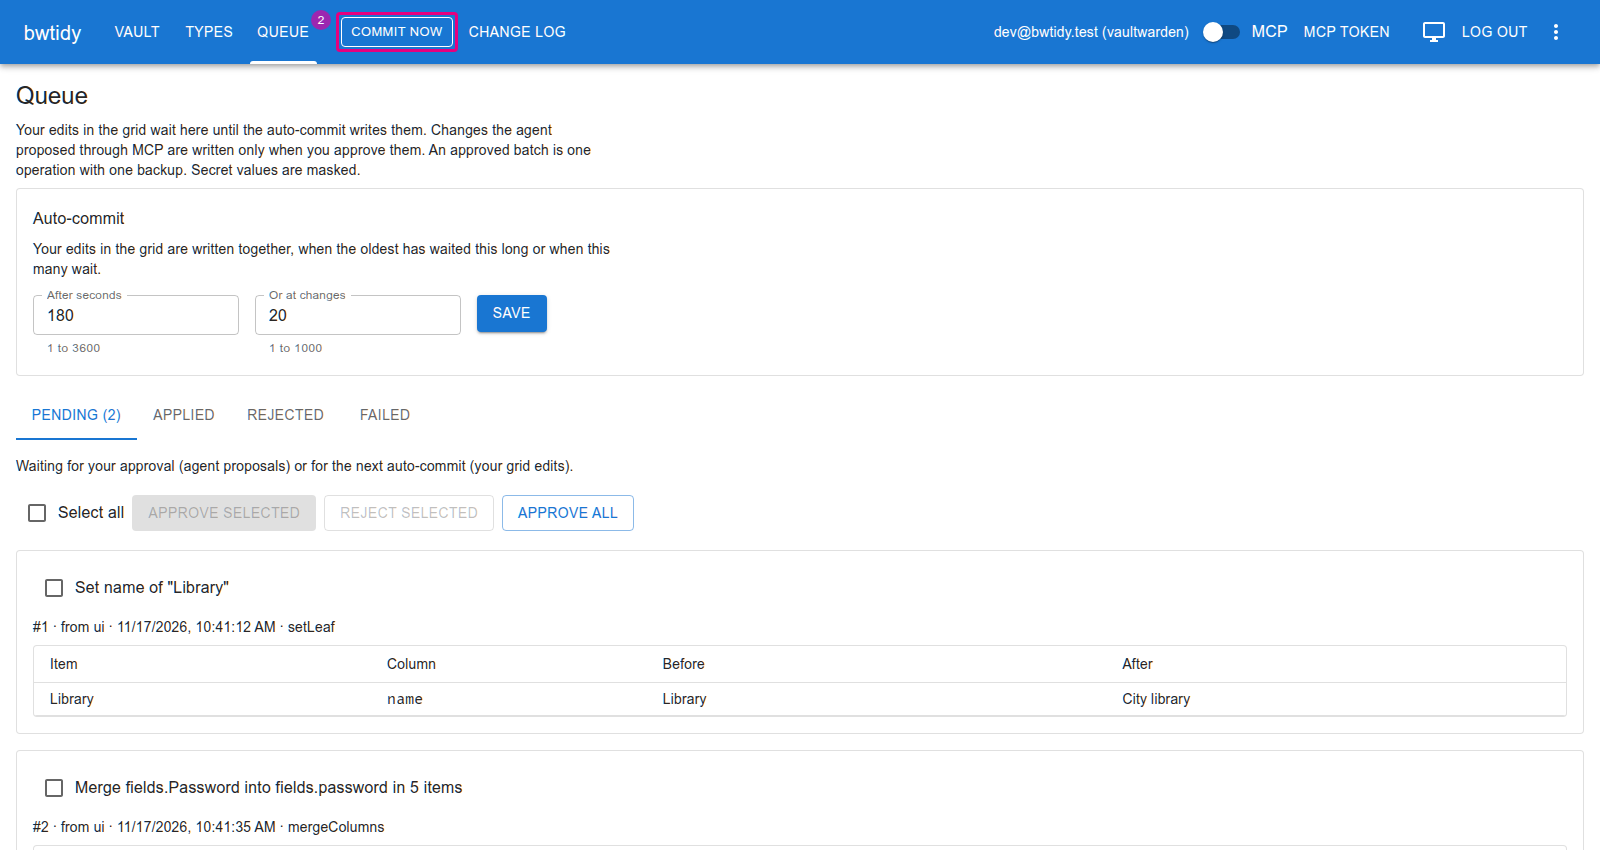 bwtidy
VAULT
TYPES
QUEUE
2
COMMIT NOW
CHANGE LOG
dev@bwtidy.test (vaultwarden)
MCP
MCP TOKEN
LOG OUT
Queue
Your edits in the grid wait here until the auto-commit writes them. Changes the agent
proposed through MCP are written only when you approve them. An approved batch is one
operation with one backup. Secret values are masked.
Auto-commit
Your edits in the grid are written together, when the oldest has waited this long or when this
many wait.
After seconds
180
1 to 3600
Or at changes
20
1 to 1000
SAVE
PENDING (2)
APPLIED
REJECTED
FAILED
Waiting for your approval (agent proposals) or for the next auto-commit (your grid edits).
Select all
APPROVE SELECTED
REJECT SELECTED
APPROVE ALL
Set name of "Library"
#1 · from ui · 11/17/2026, 10:41:12 AM · setLeaf
Item Column Before After
Library name Library City library
Merge fields.Password into fields.password in 5 items
#2 · from ui · 11/17/2026, 10:41:35 AM · mergeColumns